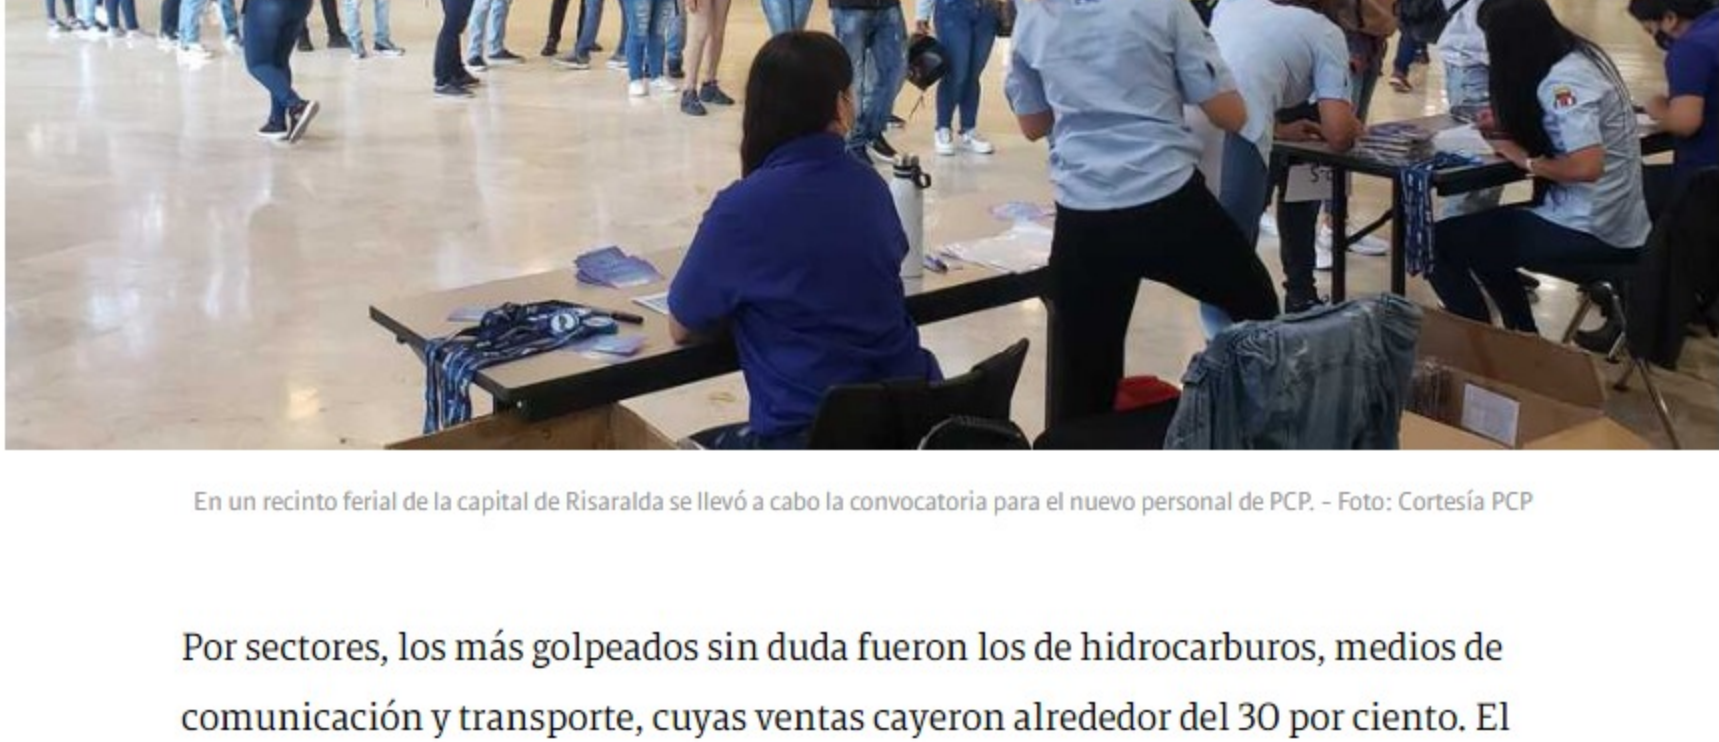 En un recinto ferial de la capital de Risaralda se llevó a cabo la convocatoria para el nuevo personal de PCP. - Foto: Cortesía PCP
Por sectores, los más golpeados sin duda fueron los de hidrocarburos, medios de
comunicación y transporte, cuyas ventas cayeron alrededor del 30 por ciento. El